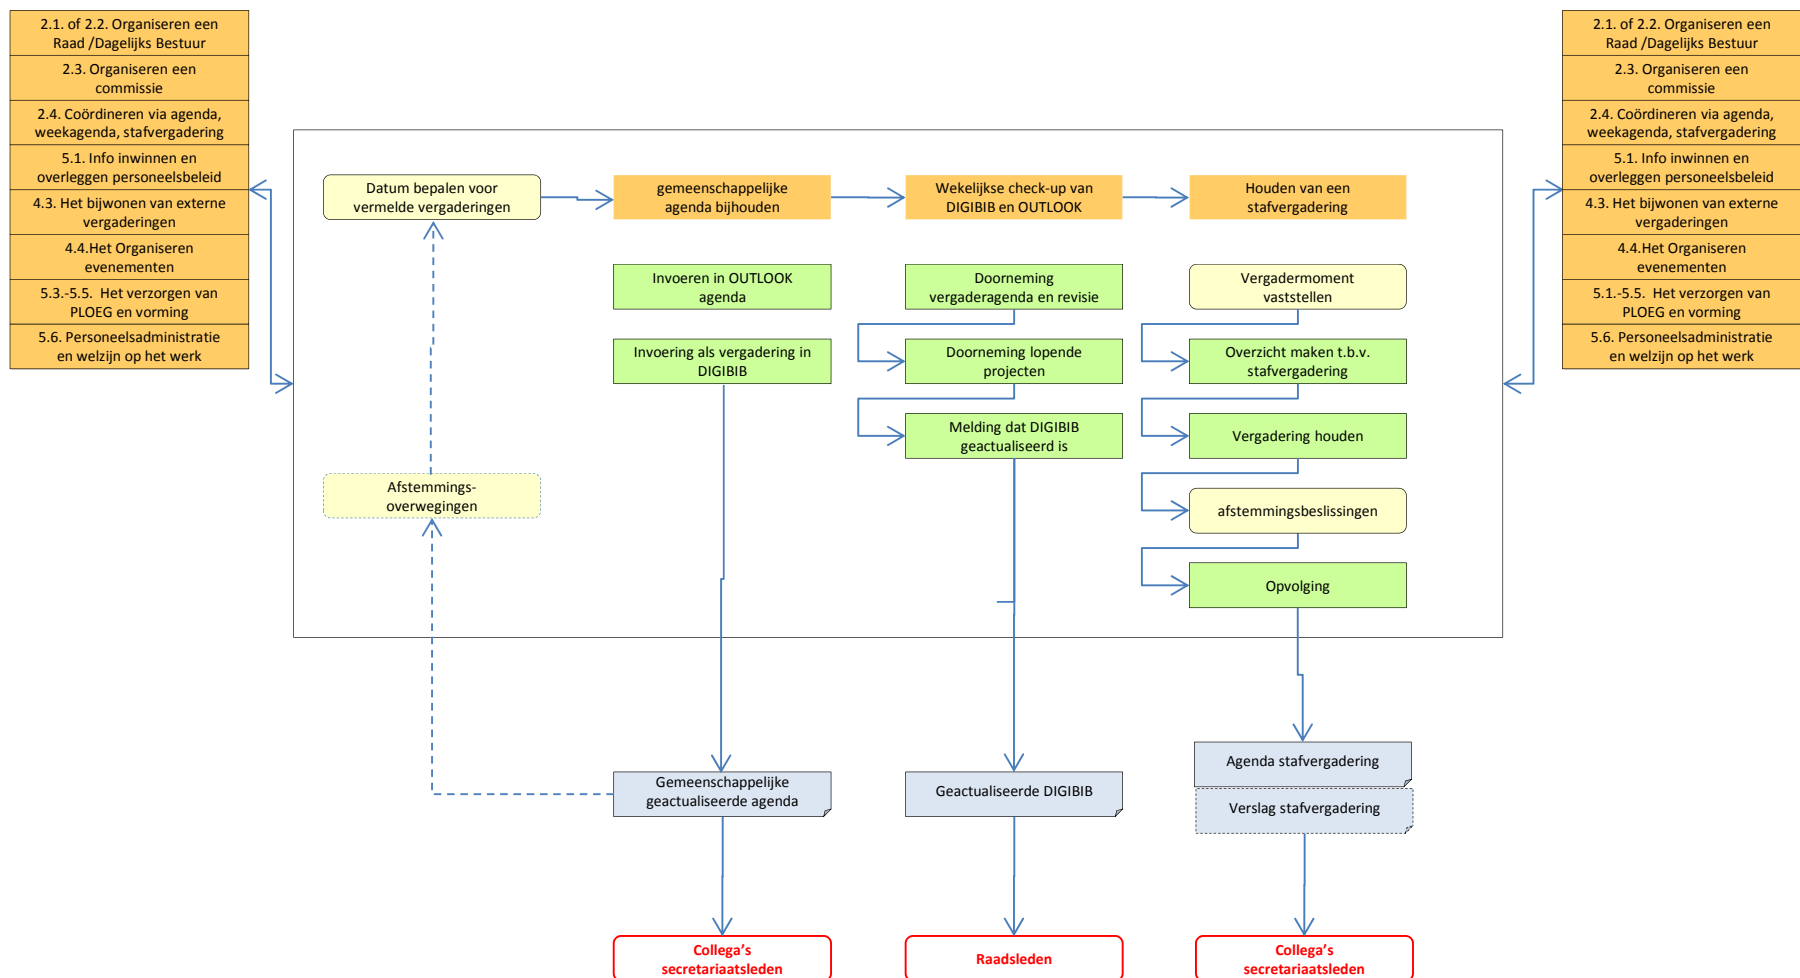 2.1. of 2.2. Organiseren een
Raad /Dagelijks Bestuur
2.3. Organiseren een
commissie
2.4. Coördineren via agenda,
weekagenda, stafvergadering
5.1. Info inwinnen en
overleggen personeelsbeleid
4.3. Het bijwonen van externe
vergaderingen
4.4.Het Organiseren
evenementen
5.3.-5.5.  Het verzorgen van
PLOEG en vorming
5.6. Personeelsadministratie
en welzijn op het werk
Datum bepalen voor
vermelde vergaderingen
Afstemmings-
overwegingen
gemeenschappelijke
agenda bijhouden
Invoeren in OUTLOOK
agenda
Invoering als vergadering in
DIGIBIB
Gemeenschappelijke
geactualiseerde agenda
Collega's
secretariaatsleden
Wekelijkse check-up van
DIGIBIB en OUTLOOK
Doorneming
vergaderagenda en revisie
Doorneming lopende
projecten
Melding dat DIGIBIB
geactualiseerd is
Geactualiseerde DIGIBIB
Raadsleden
Houden van een
stafvergadering
Vergadermoment
vaststellen
Overzicht maken t.b.v.
stafvergadering
Vergadering houden
afstemmingsbeslissingen
Opvolging
Agenda stafvergadering
Verslag stafvergadering
Collega's
secretariaatsleden
2.1. of 2.2. Organiseren een
Raad /Dagelijks Bestuur
2.3. Organiseren een
commissie
2.4. Coördineren via agenda,
weekagenda, stafvergadering
5.1. Info inwinnen en
overleggen personeelsbeleid
4.3. Het bijwonen van externe
vergaderingen
4.4.Het Organiseren
evenementen
5.1.-5.5.  Het verzorgen van
PLOEG en vorming
5.6. Personeelsadministratie
en welzijn op het werk